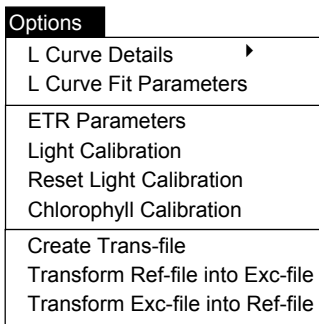 Options
L Curve Details
L Curve Fit Parameters
ETR Parameters
Light Calibration
Reset Light Calibration
Chlorophyll Calibration
Create Trans-file
Transform Ref-file into Exc-file
Transform Exc-file into Ref-file